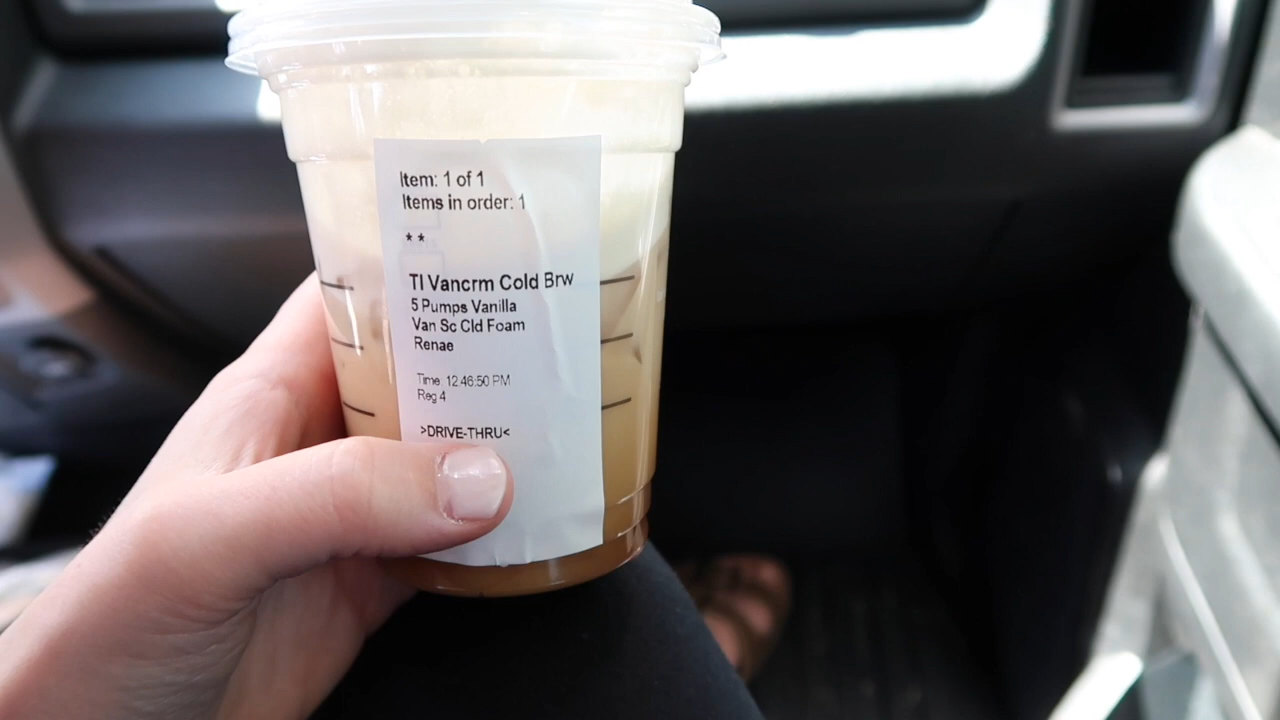 Item: 1 of 1
Items in order: 1
**
Tl Vancrm Cold Brw
5 Pumps Vanilla
Van Sc Cld Foam
Renae
Time: 12:46:50 PM
Reg 4
>DRIVE-THRU<